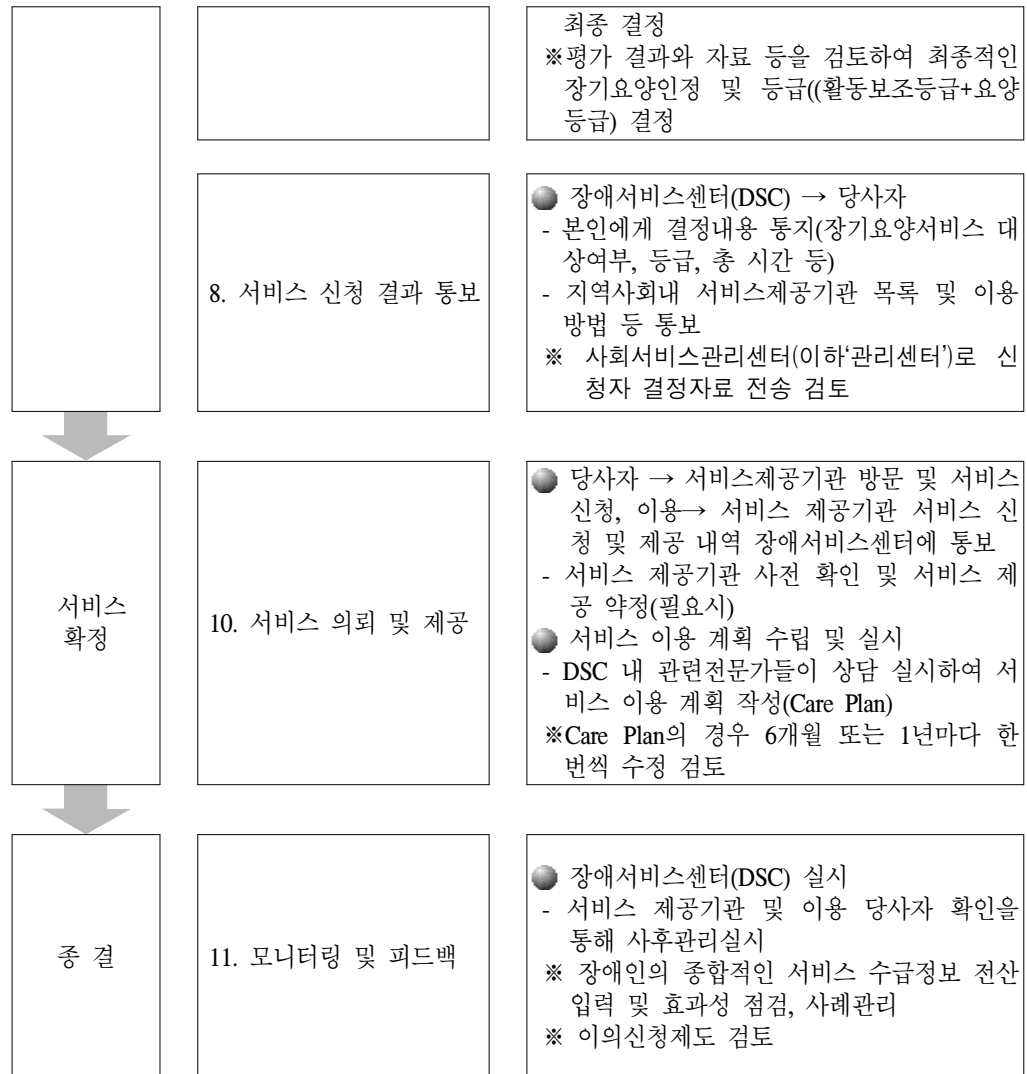 최종 결정
※평가 결과와 자료 등을 검토하여 최종적인
장기요양인정 및 등급((활동보조등급+요양
등급) 결정
8. 서비스 신청 결과 통보
● 장애서비스센터(DSC) → 당사자
- 본인에게 결정내용 통지(장기요양서비스 대
상여부, 등급, 총 시간 등)
- 지역사회내 서비스제공기관 목록 및 이용
방법 등 통보
※ 사회서비스관리센터(이하‘관리센터’)로 신
청자 결정자료 전송 검토
서비스
확정
10. 서비스 의뢰 및 제공
● 당사자 → 서비스제공기관 방문 및 서비스
신청, 이용→ 서비스 제공기관 서비스 신
청 및 제공 내역 장애서비스센터에 통보
- 서비스 제공기관 사전 확인 및 서비스 제
공 약정(필요시)
● 서비스 이용 계획 수립 및 실시
- DSC 내 관련전문가들이 상담 실시하여 서
비스 이용 계획 작성(Care Plan)
※Care Plan의 경우 6개월 또는 1년마다 한
번씩 수정 검토
종 결
11. 모니터링 및 피드백
● 장애서비스센터(DSC) 실시
- 서비스 제공기관 및 이용 당사자 확인을
통해 사후관리실시
※ 장애인의 종합적인 서비스 수급정보 전산
입력 및 효과성 점검, 사례관리
※ 이의신청제도 검토